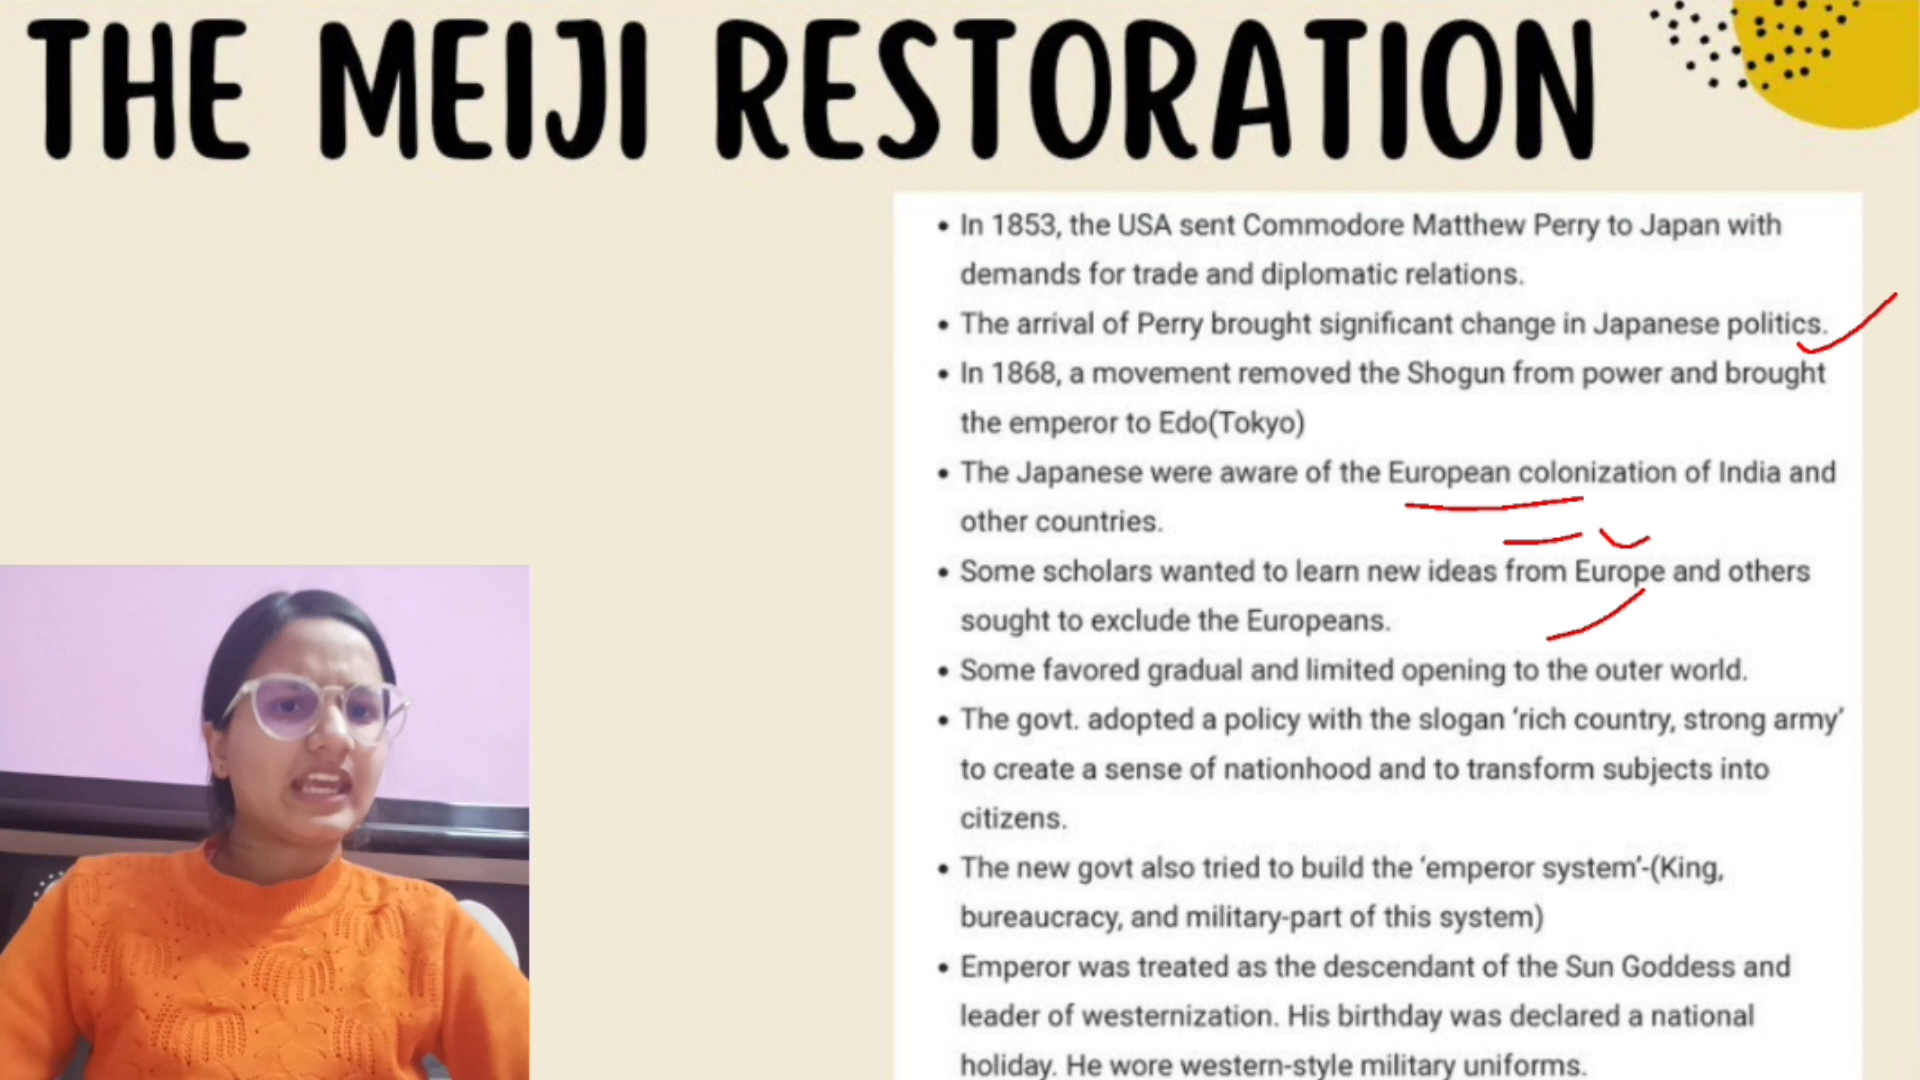 THE MEIJI RESTORATION
• In 1853, the USA sent Commodore Matthew Perry to Japan with
demands for trade and diplomatic relations.
• The arrival of Perry brought significant change in Japanese politics.
• In 1868, a movement removed the Shogun from power and brought
the emperor to Edo(Tokyo)
• The Japanese were aware of the European colonization of India and
other countries.
• Some scholars wanted to learn new ideas from Europe and others
sought to exclude the Europeans.
• Some favored gradual and limited opening to the outer world.
• The govt. adopted a policy with the slogan ‘rich country, strong army’
to create a sense of nationhood and to transform subjects into
citizens.
• The new govt also tried to build the ‘emperor system’-(King,
bureaucracy, and military-part of this system)
• Emperor was treated as the descendant of the Sun Goddess and
leader of westernization. His birthday was declared a national
holiday. He wore western-style military uniforms.